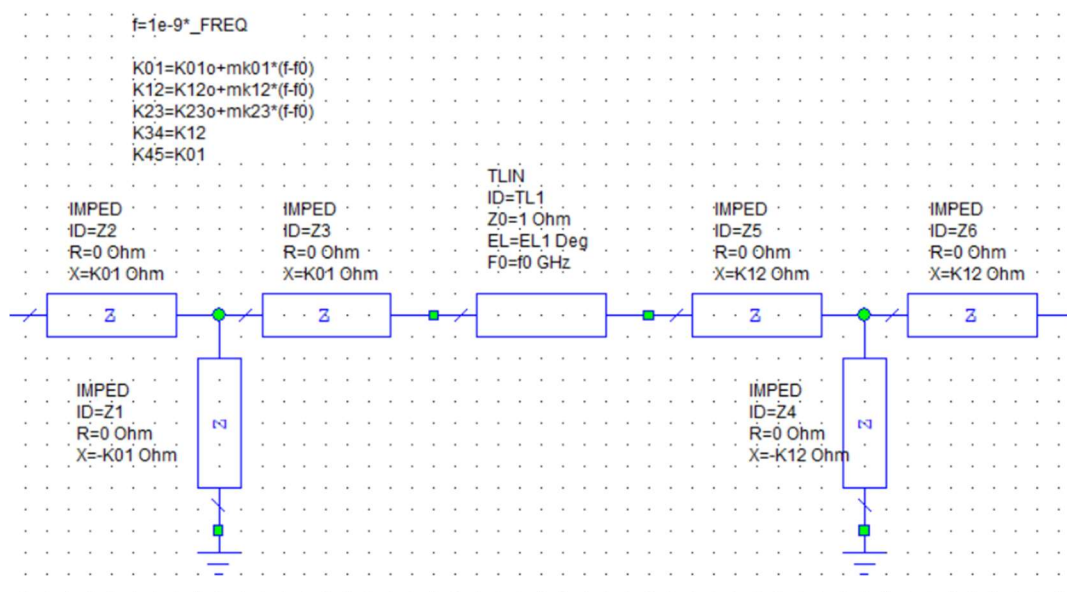 f=1e-9*_FREQ
K01=K01o+mk01*(f-f0)
K12=K12o+mk12*(f-f0)
K23=K23o+mk23*(f-f0)
K34=K12
K45=K01
IMPED
ID=Z2
R=0 Ohm
X=K01 Ohm
Z
IMPED
ID=Z3
R=0 Ohm
X=K01 Ohm
Z
TLIN
ID=TL1
Z0=1 Ohm
EL=EL1 Deg
F0=f0 GHz
IMPED
ID=Z5
R=0 Ohm
X=K12 Ohm
Z
IMPED
ID=Z6
R=0 Ohm
X=K12 Ohm
Z
IMPED
ID=Z1
R=0 Ohm
X=-K01 Ohm
Z
IMPED
ID=Z4
R=0 Ohm
X=-K12 Ohm
Z